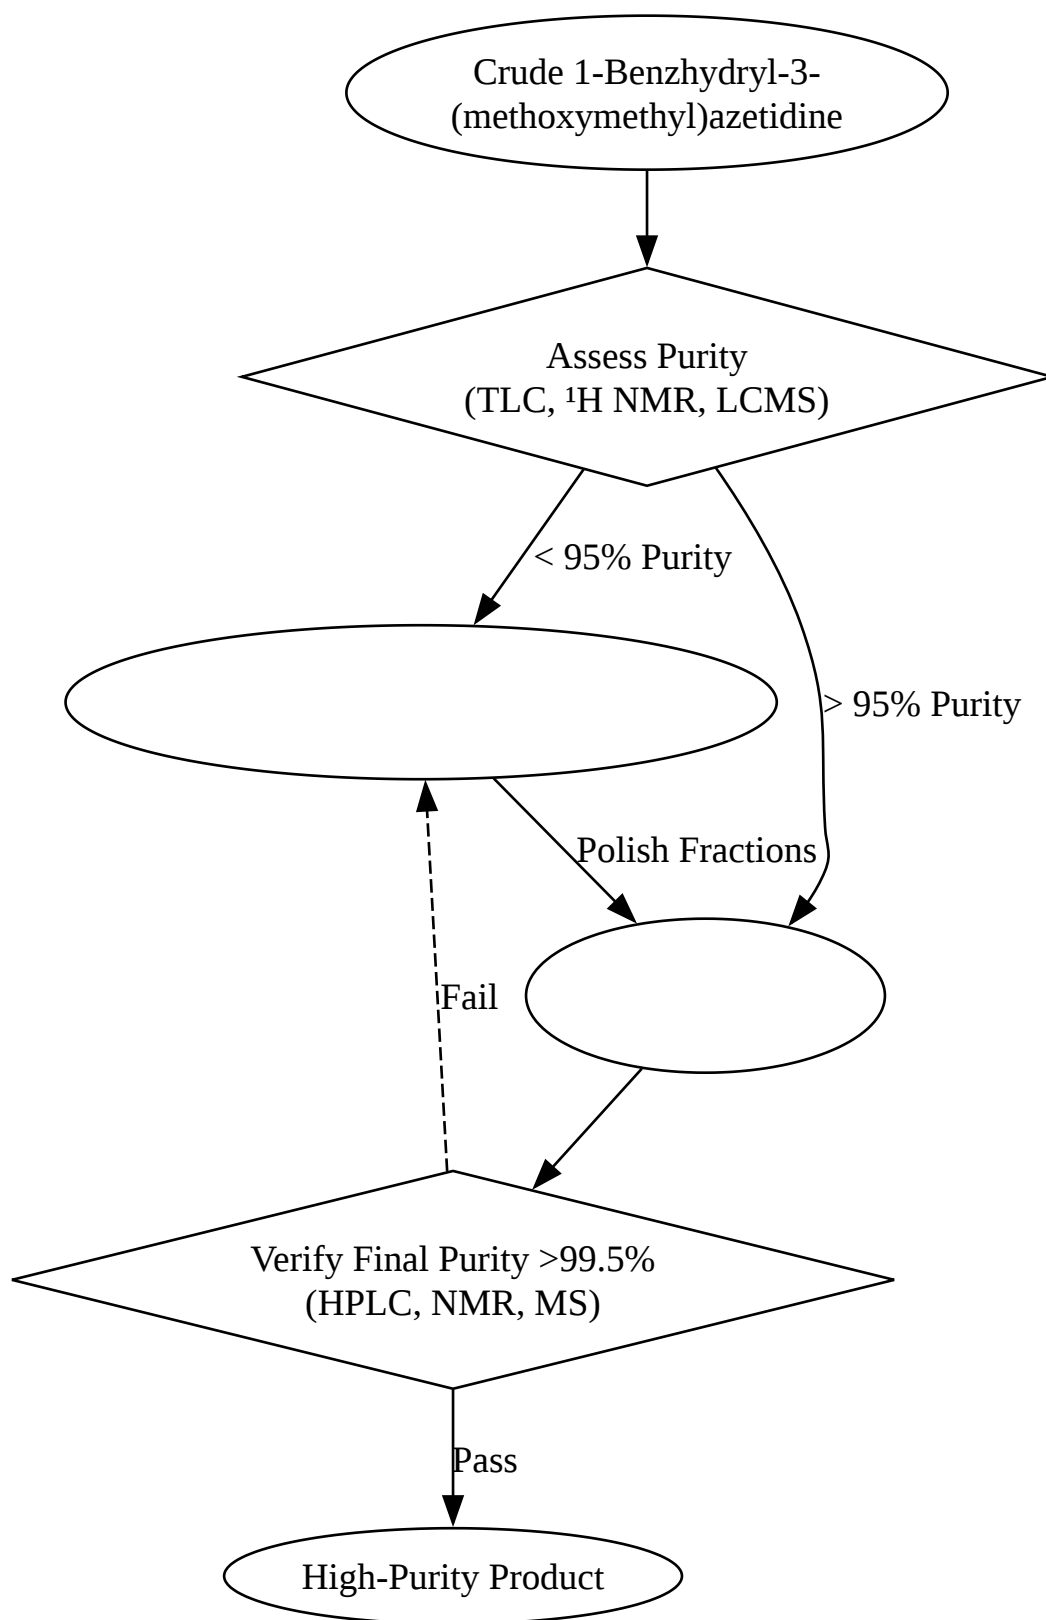 Crude 1-Benzhydryl-3-
(methoxymethyl)azetidine
Assess Purity
(TLC, ¹H NMR, LCMS)
< 95% Purity
> 95% Purity
Polish Fractions
Fail
Verify Final Purity >99.5%
(HPLC, NMR, MS)
Pass
High-Purity Product